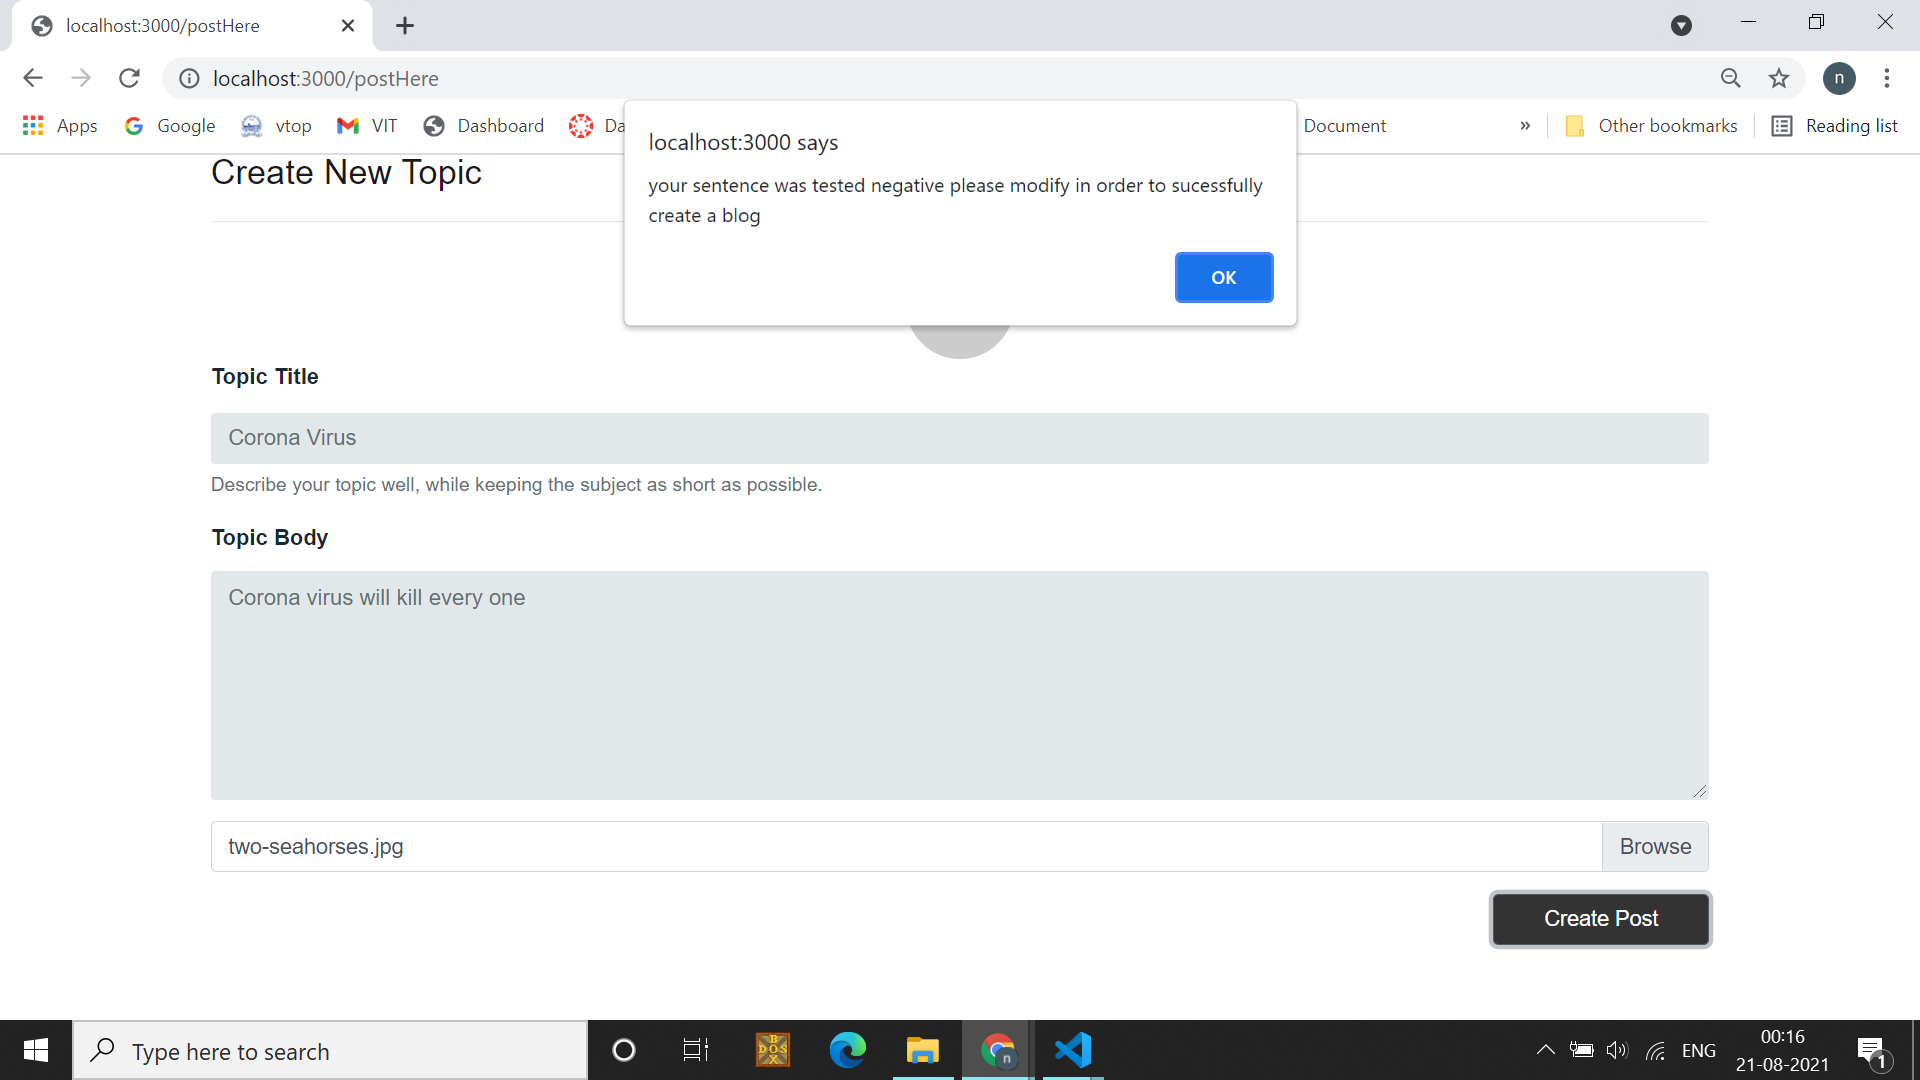 localhost:3000/postHere
localhost:3000/postHere
n
Apps Google vtop VIT Dashboard Da Document » Other bookmarks Reading list
localhost:3000 says
your sentence was tested negative please modify in order to sucessfully
create a blog
OK
Create New Topic
Topic Title
Corona Virus
Describe your topic well, while keeping the subject as short as possible.
Topic Body
Corona virus will kill every one
two-seahorses.jpg Browse
Create Post
Type here to search
DOS
BOX
n
ENG
00:16
21-08-2021
1